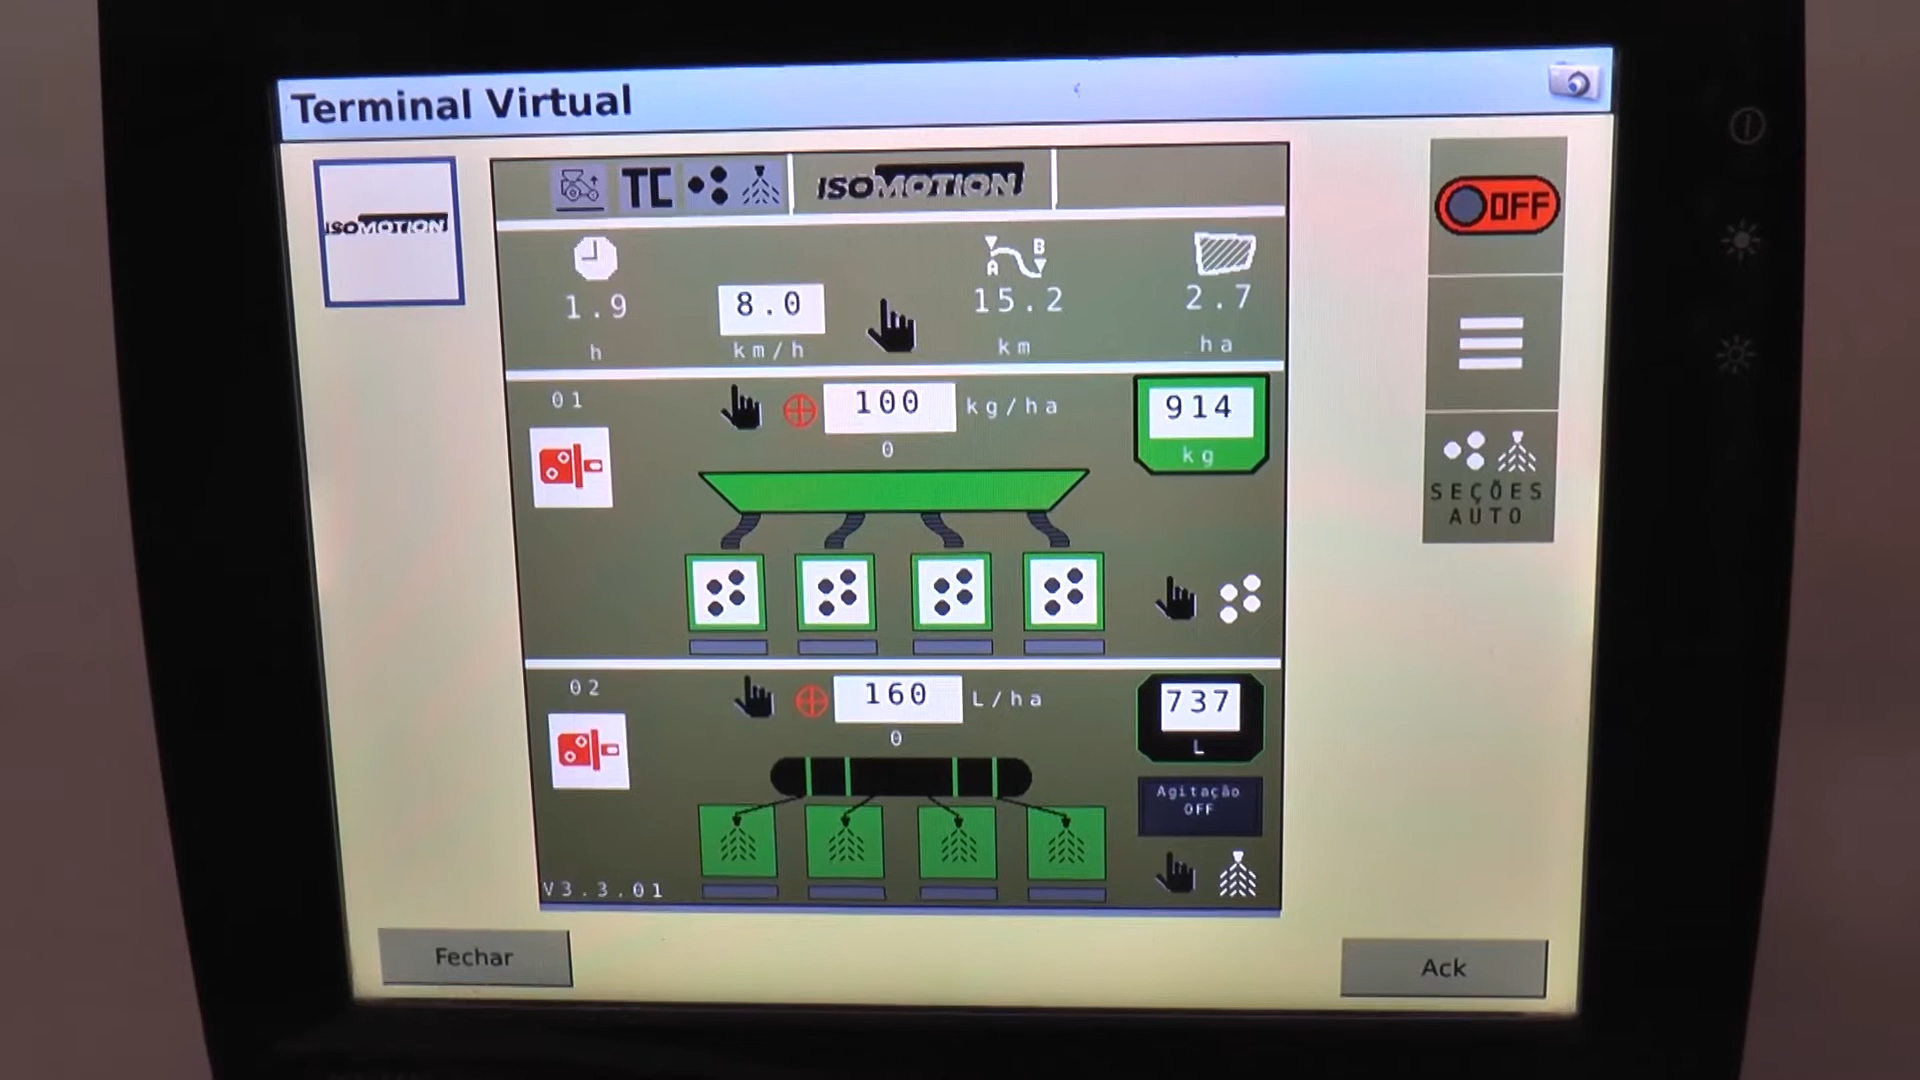 Terminal Virtual
ISOMOTION
TC
ISOMOTION
OFF
1.9
h
8.0
km/h
A
B
15.2
km
2.7
ha
SEÇÕES
AUTO
01
100 kg/ha
0
914
kg
02
160 L/ha
0
737
L
Agitação
OFF
V3.3.01
Fechar
Ack